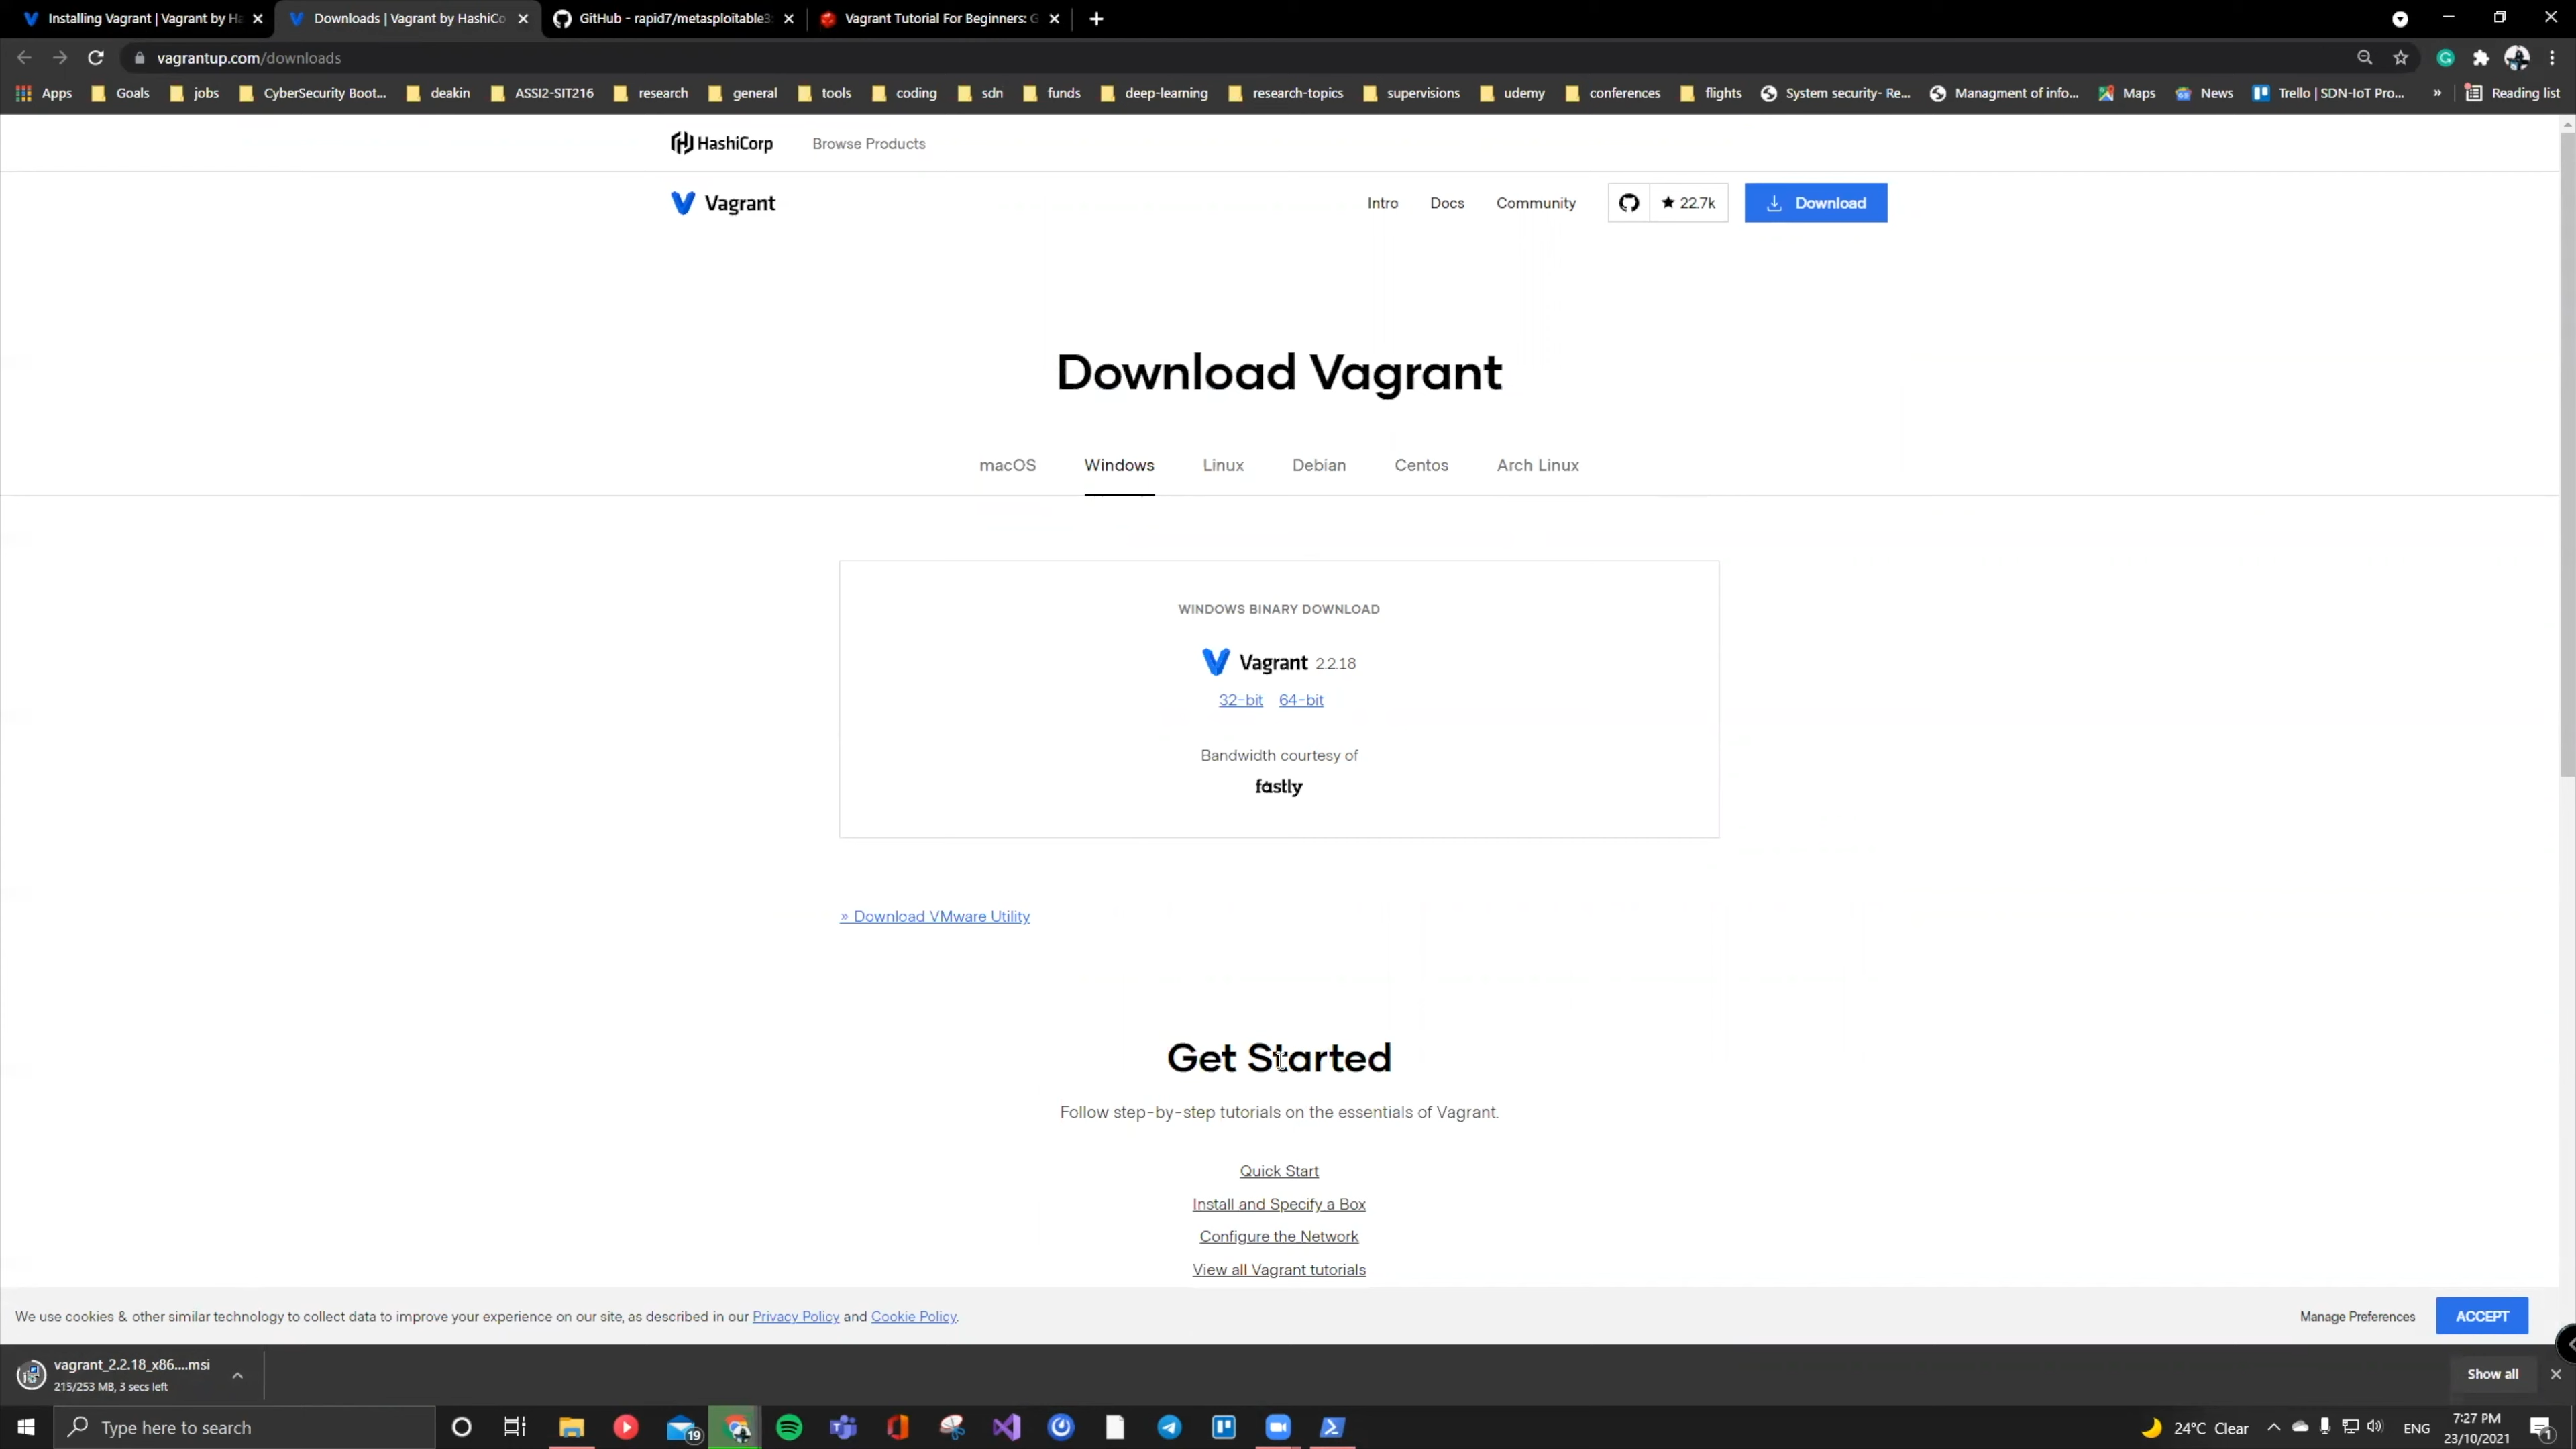 Installing Vagrant | Vagrant by Ha
Downloads | Vagrant by HashiCo
GitHub - rapid7/metasploitable3:
Vagrant Tutorial For Beginners: G
vagrantup.com/downloads
Apps
Goals
jobs
CyberSecurity Boot...
deakin
ASSI2-SIT216
research
general
tools
coding
sdn
funds
deep-learning
research-topics
supervisions
udemy
conferences
flights
System security- Re...
Managment of info...
Maps
News
Trello | SDN-IoT Pro...
»
Reading list
HashiCorp
Browse Products
Vagrant
Intro
Docs
Community
22.7k
Download
Download Vagrant
macOS
Windows
Linux
Debian
Centos
Arch Linux
WINDOWS BINARY DOWNLOAD
Vagrant 2.2.18
32-bit 64-bit
Bandwidth courtesy of
fastly
» Download VMware Utility
Get Started
Follow step-by-step tutorials on the essentials of Vagrant.
Quick Start
Install and Specify a Box
Configure the Network
View all Vagrant tutorials
We use cookies & other similar technology to collect data to improve your experience on our site, as described in our Privacy Policy and Cookie Policy.
Manage Preferences
ACCEPT
vagrant_2.2.18_x86....msi
215/253 MB, 3 secs left
Show all
Type here to search
19
24°C Clear
ENG
7:27 PM
23/10/2021
1